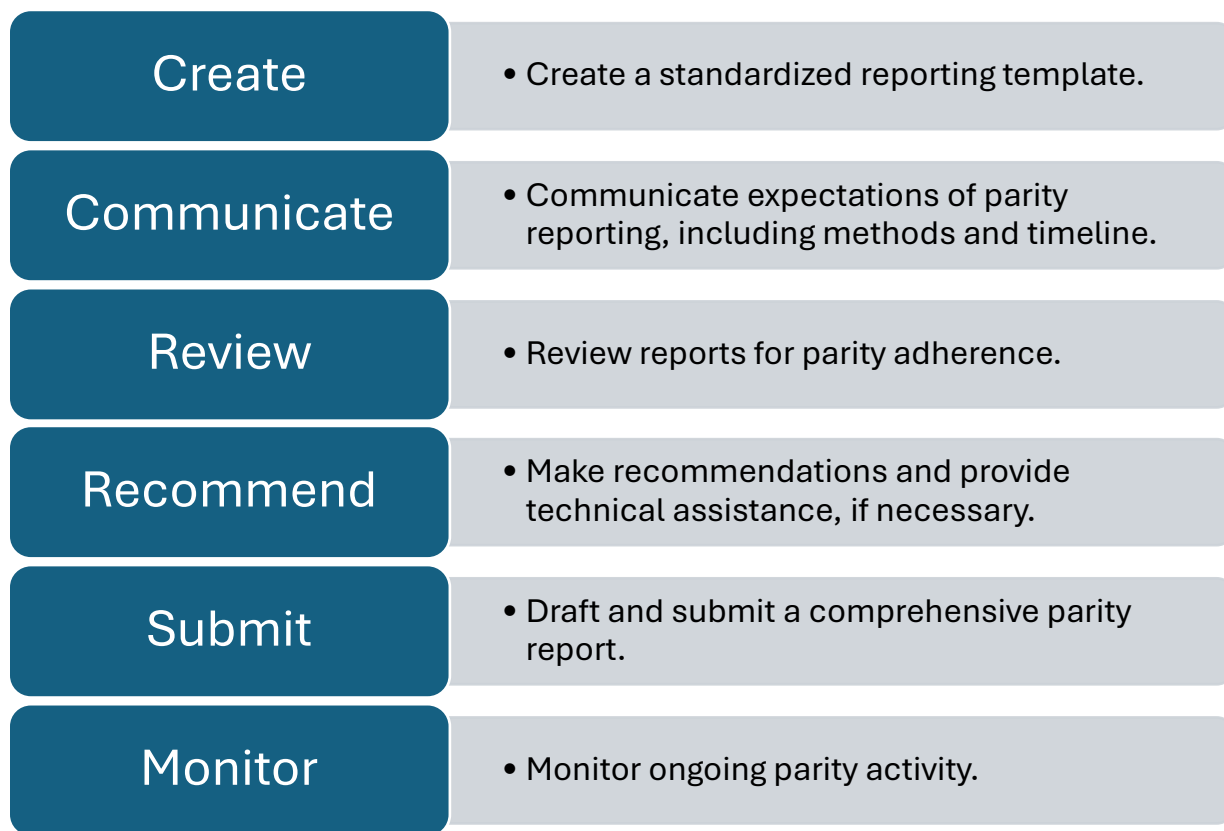 Create
• Create a standardized reporting template.
Communicate
• Communicate expectations of parity
reporting, including methods and timeline.
Review
• Review reports for parity adherence.
Recommend
• Make recommendations and provide
technical assistance, if necessary.
Submit
• Draft and submit a comprehensive parity
report.
Monitor
• Monitor ongoing parity activity.